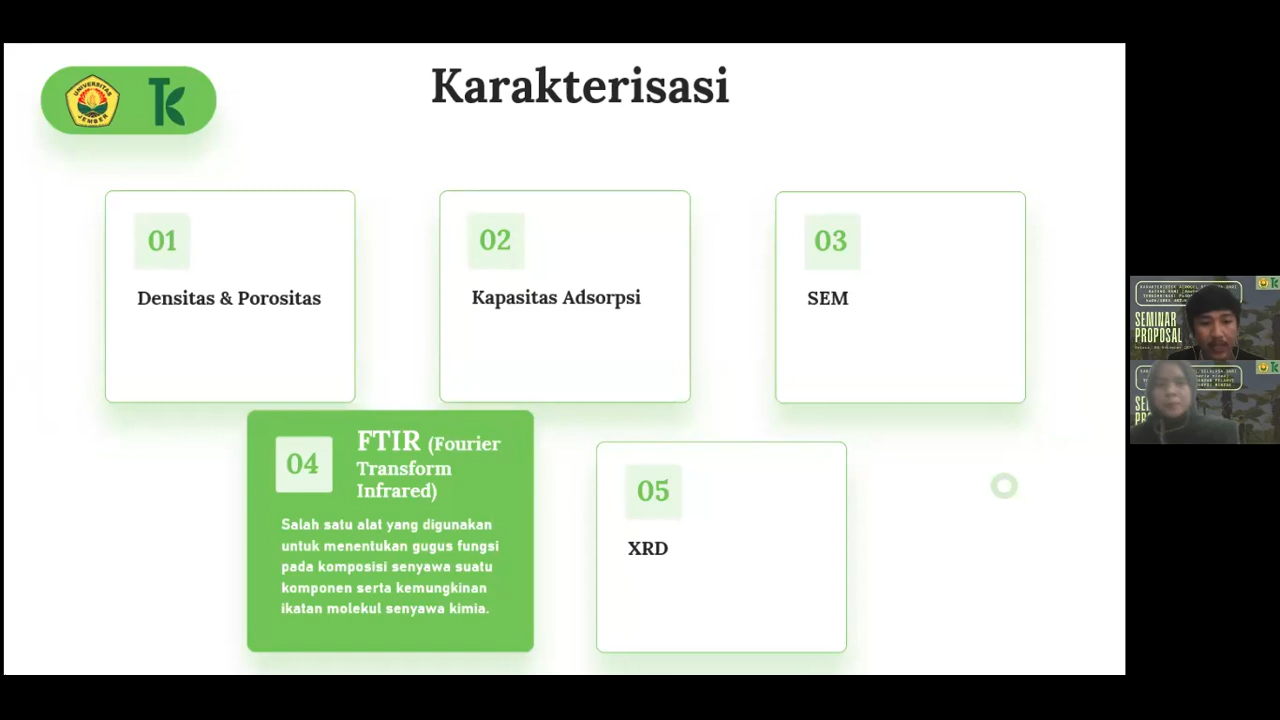 UNIVERSITAS
JEMBER
Karakterisasi
01
Densitas & Porositas
02
Kapasitas Adsorpsi
03
SEM
04
FTIR (Fourier
Transform
Infrared)
Salah satu alat yang digunakan
untuk menentukan gugus fungsi
pada komposisi senyawa suatu
komponen serta kemungkinan
ikatan molekul senyawa kimia.
05
XRD
SEMINAR
PROPOSAL